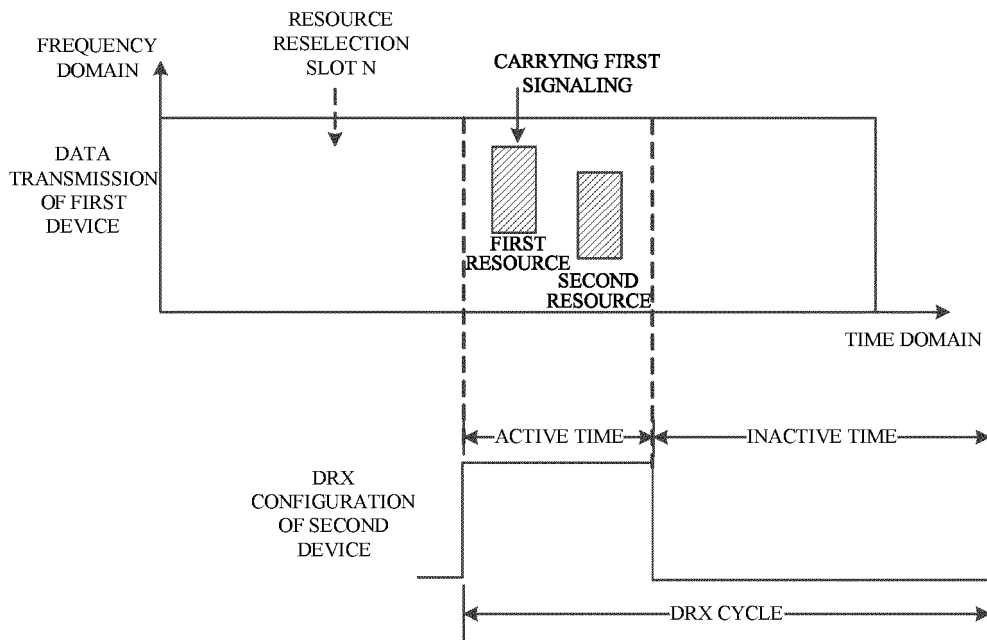 RESOURCE
RESELECTION
SLOT N
FREQUENCY
DOMAIN
CARRYING FIRST
SIGNALING
DATA
TRANSMISSION
OF FIRST
DEVICE
FIRST
RESOURCE
SECOND
RESOURCE
TIME DOMAIN
ACTIVE TIME
INACTIVE TIME
DRX
CONFIGURATION
OF SECOND
DEVICE
DRX CYCLE